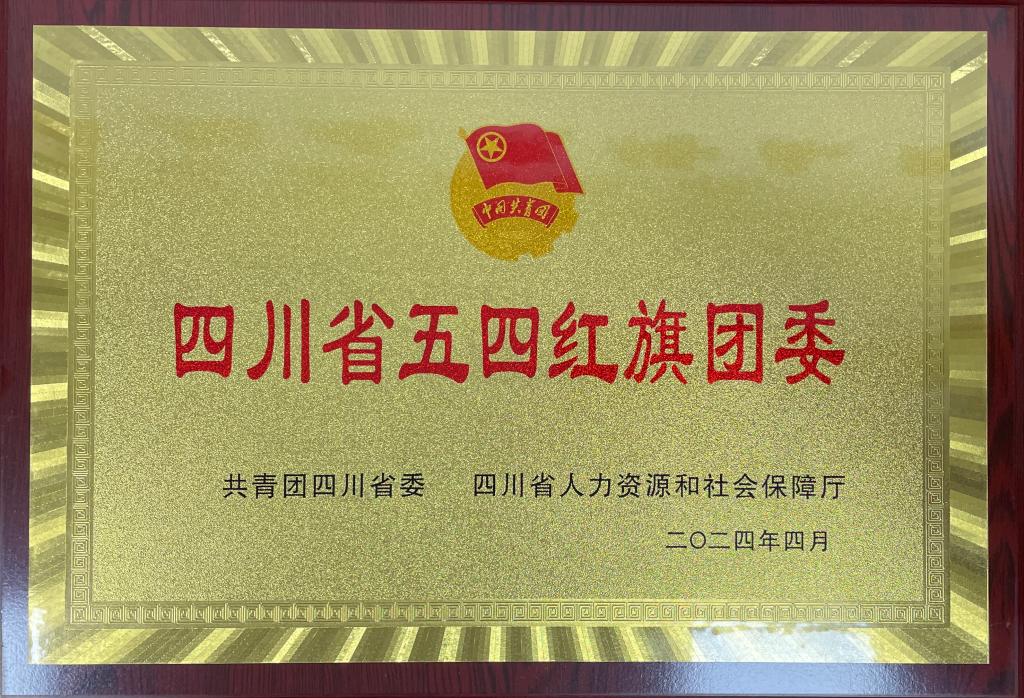 中国共青团
四川省五四红旗团委
共青团四川省委 四川省人力资源和社会保障厅
二〇二四年四月